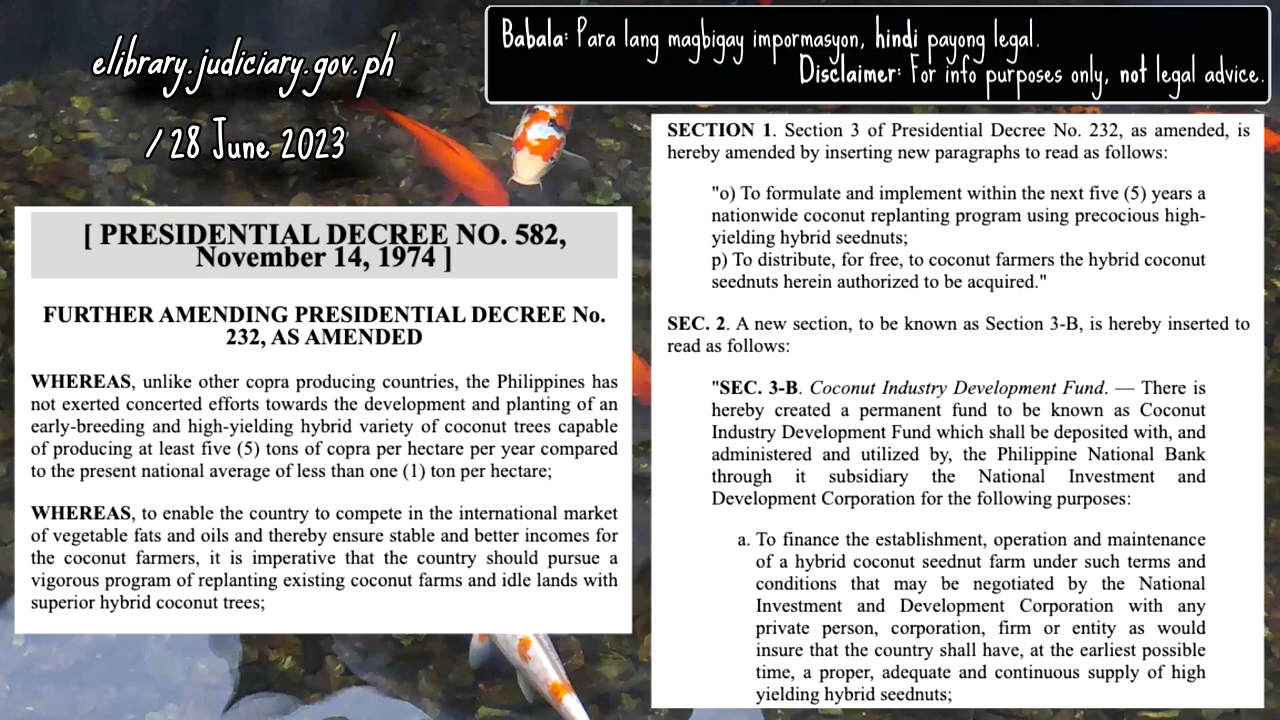 elibrary.judiciary.gov.ph
/ 28 June 2023
Babala: Para lang magbigay impormasyon, hindi payong legal.
Disclaimer: For info purposes only, not legal advice.
[ PRESIDENTIAL DECREE NO. 582,
November 14, 1974 ]
FURTHER AMENDING PRESIDENTIAL DECREE No.
232, AS AMENDED
WHEREAS, unlike other copra producing countries, the Philippines has
not exerted concerted efforts towards the development and planting of an
early-breeding and high-yielding hybrid variety of coconut trees capable
of producing at least five (5) tons of copra per hectare per year compared
to the present national average of less than one (1) ton per hectare;
WHEREAS, to enable the country to compete in the international market
of vegetable fats and oils and thereby ensure stable and better incomes for
the coconut farmers, it is imperative that the country should pursue a
vigorous program of replanting existing coconut farms and idle lands with
superior hybrid coconut trees;
SECTION 1. Section 3 of Presidential Decree No. 232, as amended, is
hereby amended by inserting new paragraphs to read as follows:
"o) To formulate and implement within the next five (5) years a
nationwide coconut replanting program using precocious high-
yielding hybrid seednuts;
p) To distribute, for free, to coconut farmers the hybrid coconut
seednuts herein authorized to be acquired."
SEC. 2. A new section, to be known as Section 3-B, is hereby inserted to
read as follows:
"SEC. 3-B. Coconut Industry Development Fund. — There is
hereby created a permanent fund to be known as Coconut
Industry Development Fund which shall be deposited with, and
administered and utilized by, the Philippine National Bank
through it subsidiary the National Investment and
Development Corporation for the following purposes:
a. To finance the establishment, operation and maintenance
of a hybrid coconut seednut farm under such terms and
conditions that may be negotiated by the National
Investment and Development Corporation with any
private person, corporation, firm or entity as would
insure that the country shall have, at the earliest possible
time, a proper, adequate and continuous supply of high
yielding hybrid seednuts;